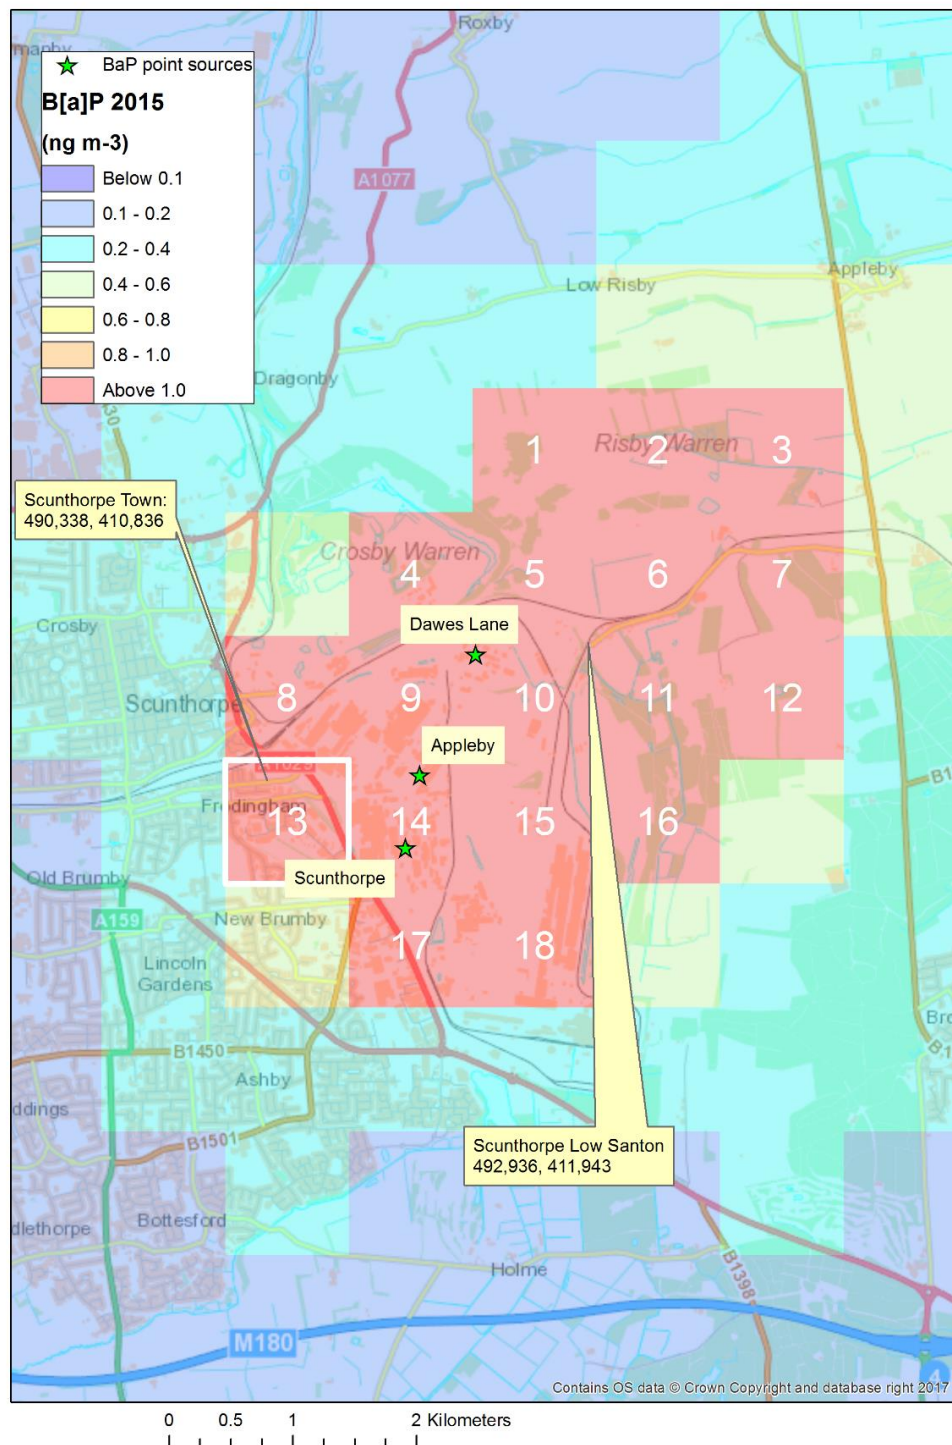 Roxby
BaP point sources
B[a]P 2015
(ng m-3)
Below 0.1
0.1 - 0.2
0.2 - 0.4
0.4 - 0.6
0.6 - 0.8
0.8 - 1.0
Above 1.0
A1077
Appleby
Low Risby
Dragonby
1
Risby Warren
2
3
Scunthorpe Town:
490,338, 410,836
Crosby Warren
4
5
6
7
Crosby
Dawes Lane
Scunthorpe
8
9
10
11
12
Appleby
A1029
Frodingham
13
14
15
16
Old Brumby
Scunthorpe
A159
New Brumby
17
18
Lincoln
Gardens
B1450
Ashby
B1501
Scunthorpe Low Santon
492,936, 411,943
Bottesford
Holme
B1398
M180
4
Contains OS data © Crown Copyright and database right 2017
0 0.5 1 2 Kilometers